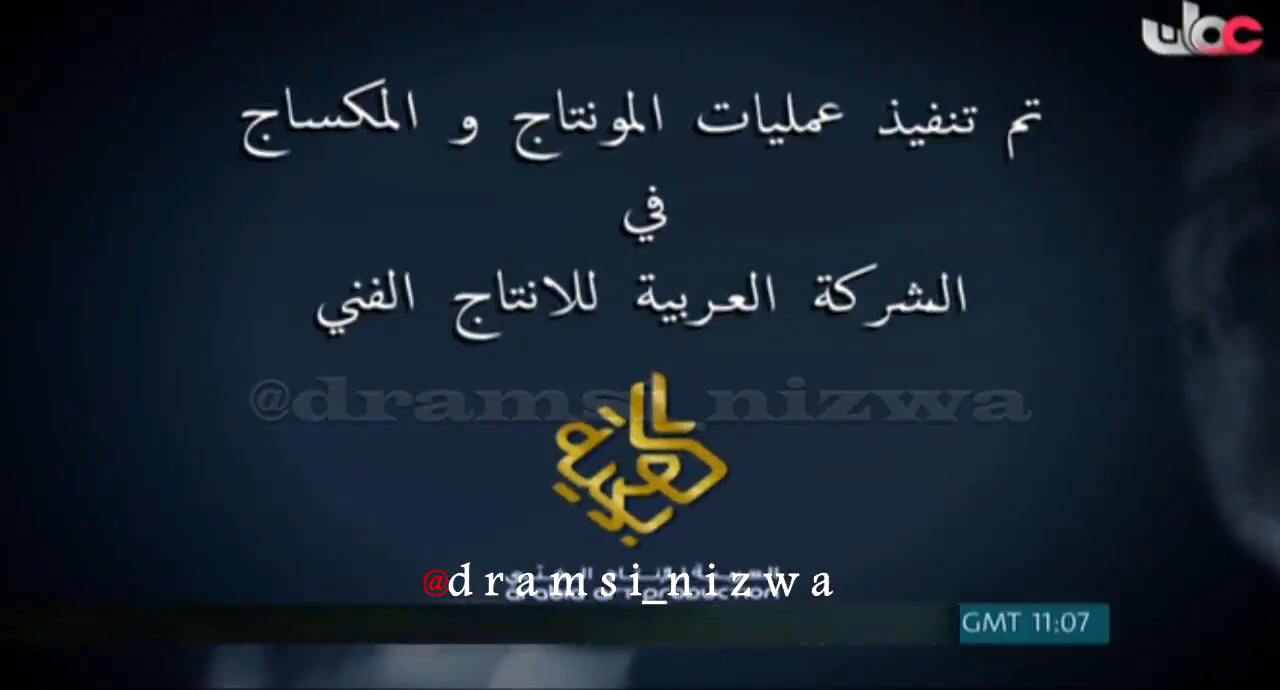 تم تنفيذ عمليات المونتاج و المكساج
في
الشركة العربية للانتاج الفني
@dramsi_nizwa
@dramsi_nizwa
GMT 11:07